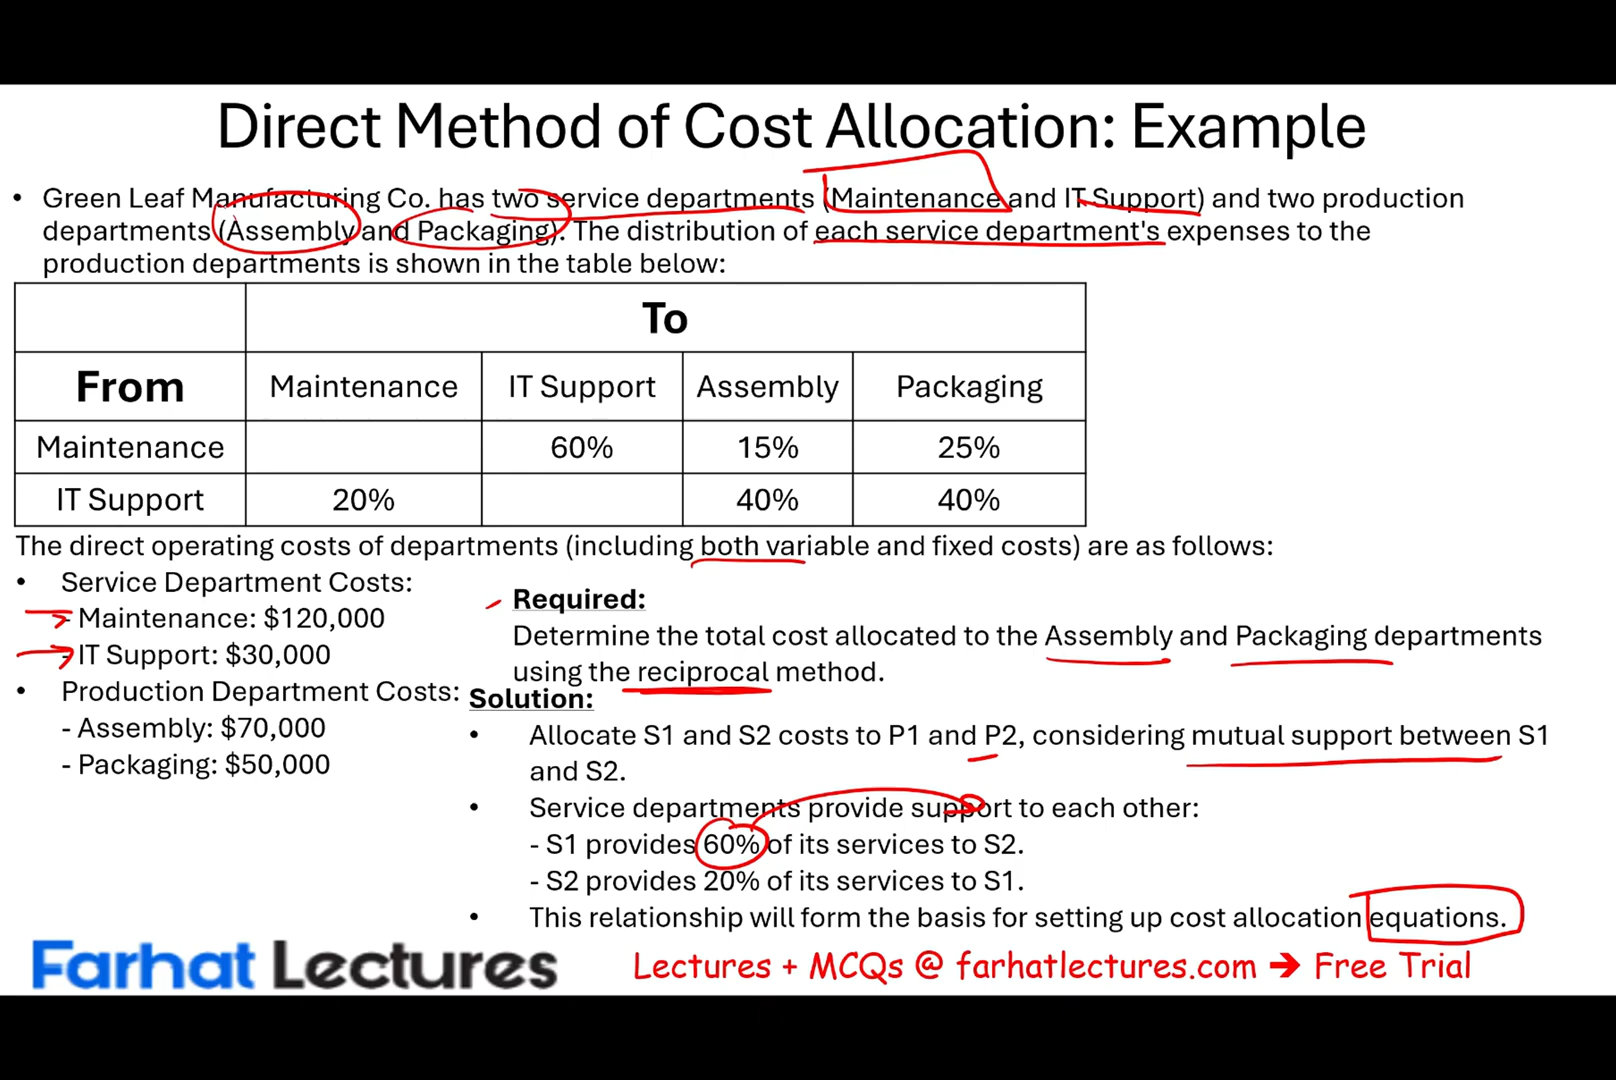 Direct Method of Cost Allocation: Example
• Green Leaf Manufacturing Co. has two service departments (Maintenance and IT Support) and two production
departments (Assembly and Packaging). The distribution of each service department's expenses to the
production departments is shown in the table below:
To
From Maintenance IT Support Assembly Packaging
Maintenance 60% 15% 25%
IT Support 20% 40% 40%
The direct operating costs of departments (including both variable and fixed costs) are as follows:
• Service Department Costs:
- Maintenance: $120,000
- IT Support: $30,000
• Production Department Costs:
- Assembly: $70,000
- Packaging: $50,000
Required:
Determine the total cost allocated to the Assembly and Packaging departments
using the reciprocal method.
Solution:
• Allocate S1 and S2 costs to P1 and P2, considering mutual support between S1
and S2.
• Service departments provide support to each other:
- S1 provides 60% of its services to S2.
- S2 provides 20% of its services to S1.
• This relationship will form the basis for setting up cost allocation equations.
Farhat Lectures
Lectures + MCQs @ farhatlectures.com → Free Trial